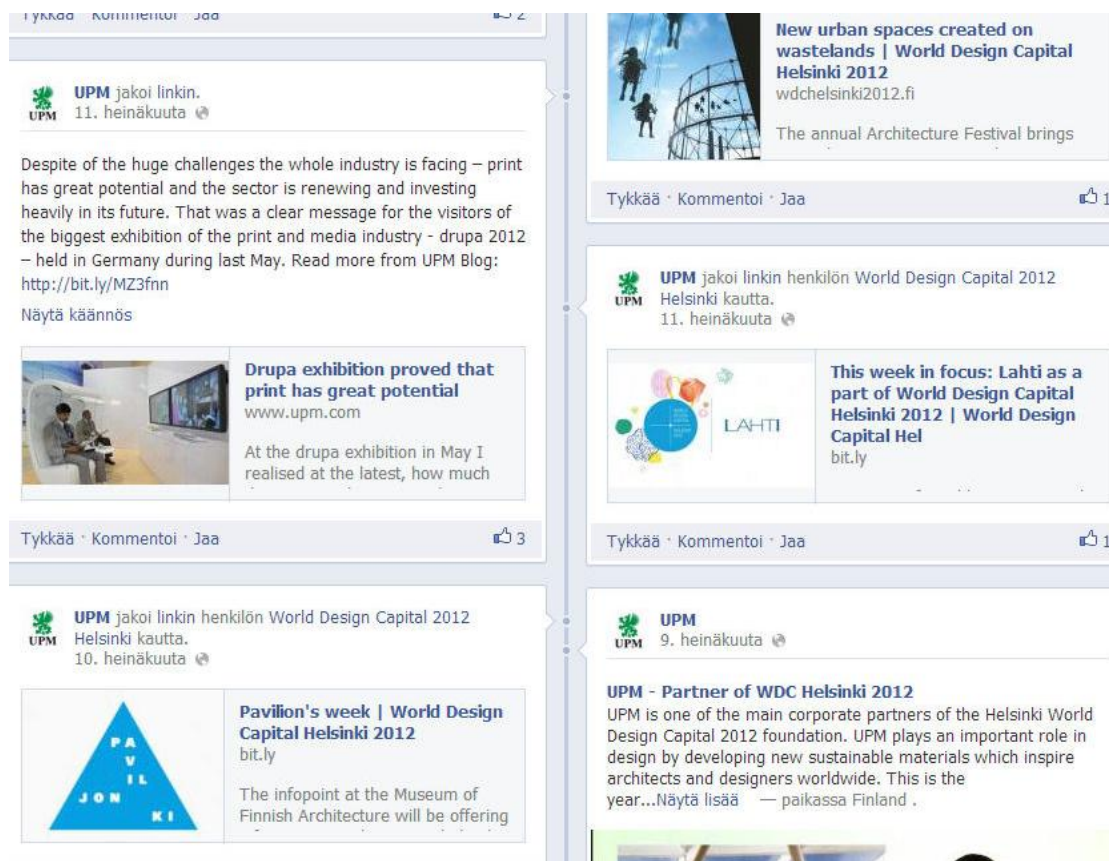 Tykkää · Kommentoi · Jaa
2
UPM jakoi linkin.
11. heinäkuuta
UPM
Despite of the huge challenges the whole industry is facing – print
has great potential and the sector is renewing and investing
heavily in its future. That was a clear message for the visitors of
the biggest exhibition of the print and media industry - drupa 2012
– held in Germany during last May. Read more from UPM Blog:
http://bit.ly/MZ3fnn
Näytä käännös
Drupa exhibition proved that
print has great potential
www.upm.com
At the drupa exhibition in May I
realised at the latest, how much
Tykkää · Kommentoi · Jaa
3
UPM jakoi linkin henkilön World Design Capital 2012
Helsinki kautta.
10. heinäkuuta
UPM
PA
V
IL
JON
KI
Pavilion's week | World Design
Capital Helsinki 2012
bit.ly
The infopoint at the Museum of
Finnish Architecture will be offering
New urban spaces created on
wastelands | World Design Capital
Helsinki 2012
wdchelsinki2012.fi
The annual Architecture Festival brings
Tykkää · Kommentoi · Jaa
1
UPM jakoi linkin henkilön World Design Capital 2012
Helsinki kautta.
11. heinäkuuta
UPM
LAHTI
This week in focus: Lahti as a
part of World Design Capital
Helsinki 2012 | World Design
Capital Hel
bit.ly
Tykkää · Kommentoi · Jaa
1
UPM
9. heinäkuuta
UPM
UPM - Partner of WDC Helsinki 2012
UPM is one of the main corporate partners of the Helsinki World
Design Capital 2012 foundation. UPM plays an important role in
design by developing new sustainable materials which inspire
architects and designers worldwide. This is the
year...Näytä lisää — paikassa Finland .